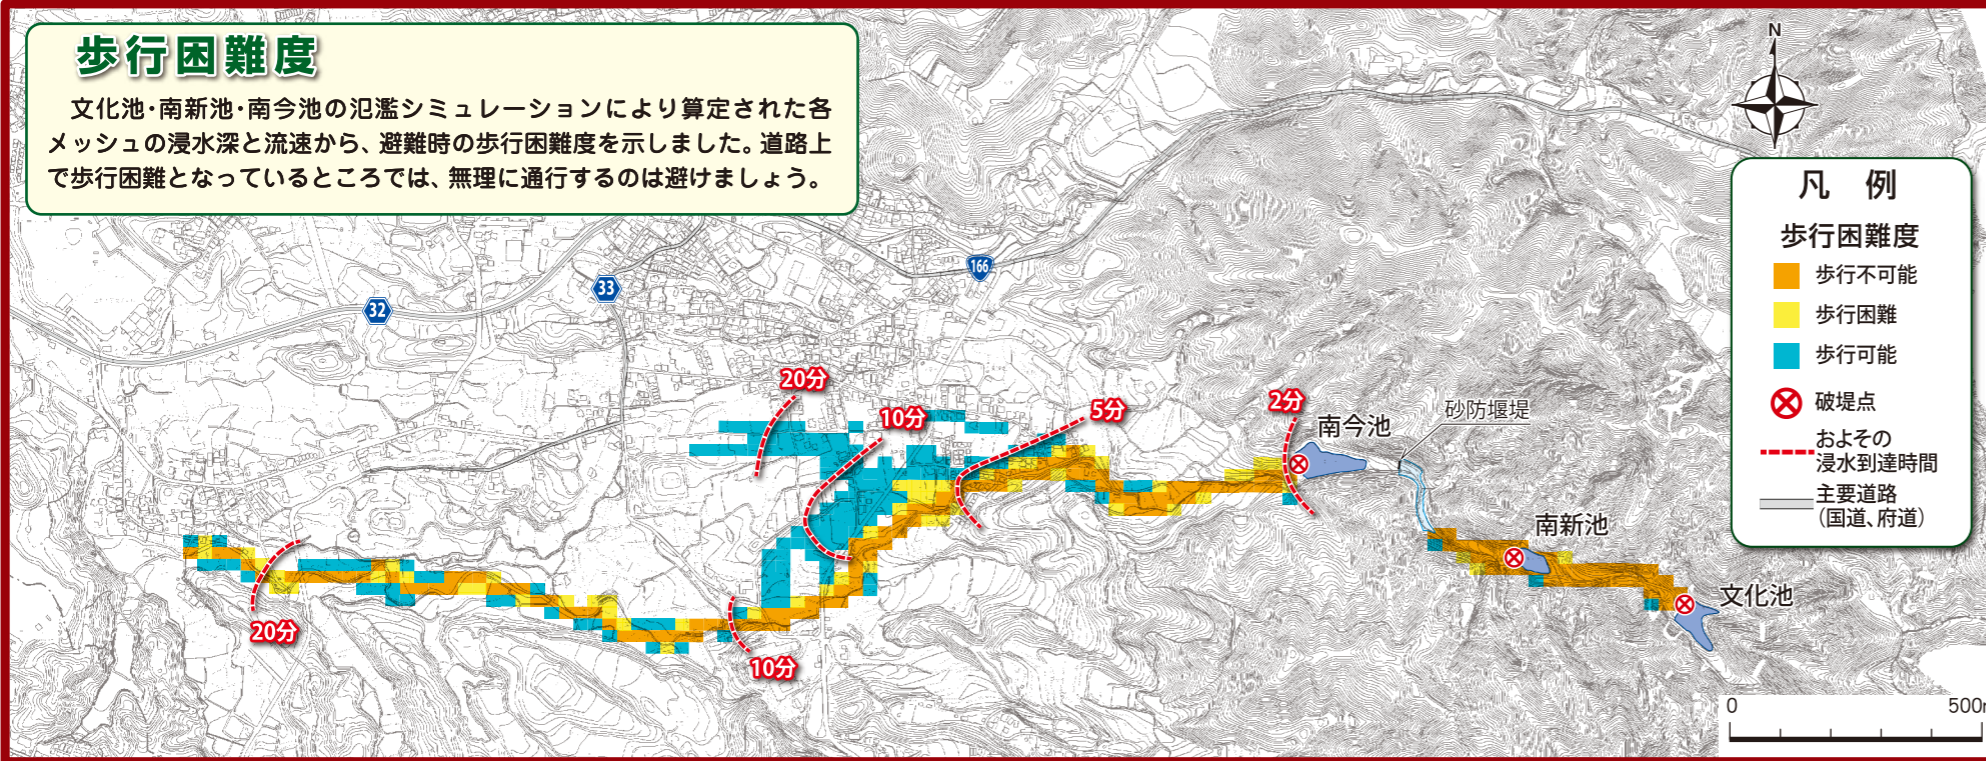 歩行困難度
文化池・南新池・南今池の氾濫シミュレーションにより算定された各
メッシュの浸水深と流速から、避難時の歩行困難度を示しました。道路上
で歩行困難となっているところでは、無理に通行するのは避けましょう。
N
凡 例
歩行困難度
歩行不可能
歩行困難
歩行可能
破堤点
およその
浸水到達時間
主要道路
(国道、府道)
166
33
32
20分
10分
5分
2分
南今池
砂防堰堤
南新池
文化池
20分
10分
0
500m